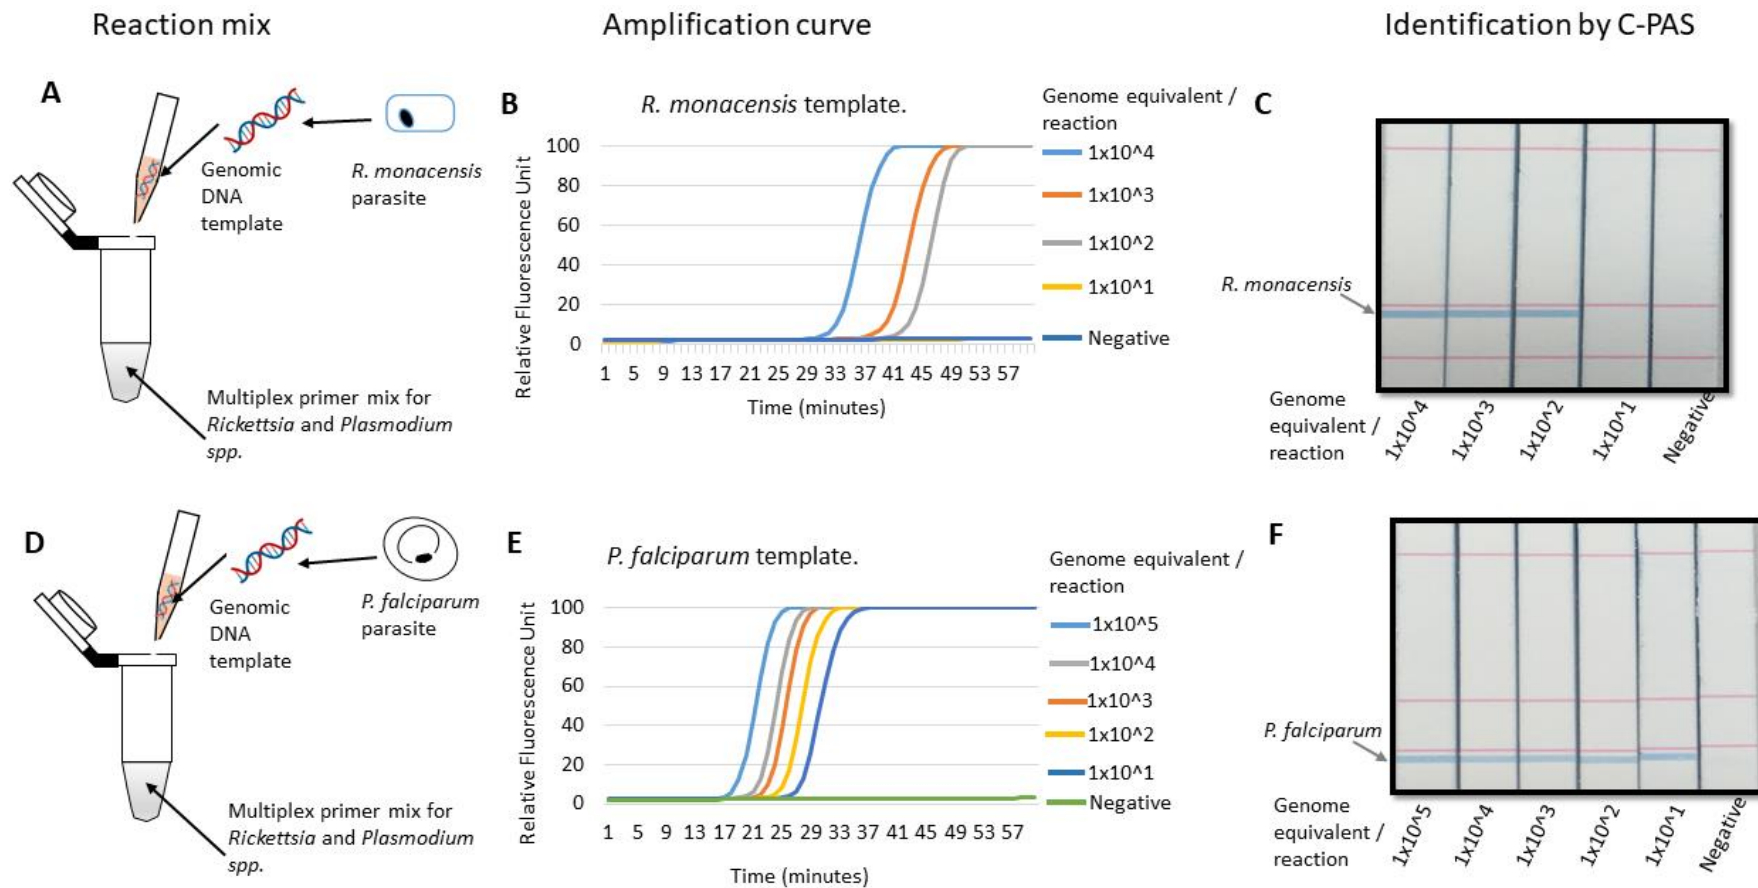 Reaction mix
Amplification curve
Identification by C-PAS
A
Genomic
DNA
template
R. monacensis
parasite
Multiplex primer mix for
Rickettsia and Plasmodium
spp.
B
R. monacensis template.
Relative Fluorescence Unit
100
80
60
40
20
0
1 5 9 13 17 21 25 29 33 37 41 45 49 53 57
Time (minutes)
Genome equivalent /
reaction
1x10^4
1x10^3
1x10^2
1x10^1
Negative
C
R. monacensis
Genome
equivalent /
reaction
1x10^4
1x10^3
1x10^2
1x10^1
Negative
D
Genomic
DNA
template
P. falciparum
parasite
Multiplex primer mix for
Rickettsia and Plasmodium
spp.
E
P. falciparum template.
Relative Fluorescence Unit
100
80
60
40
20
0
1 5 9 13 17 21 25 29 33 37 41 45 49 53 57
Time (minutes)
Genome equivalent /
reaction
1x10^5
1x10^4
1x10^3
1x10^2
1x10^1
Negative
F
P. falciparum
Genome
equivalent /
reaction
1x10^5
1x10^4
1x10^3
1x10^2
1x10^1
Negative